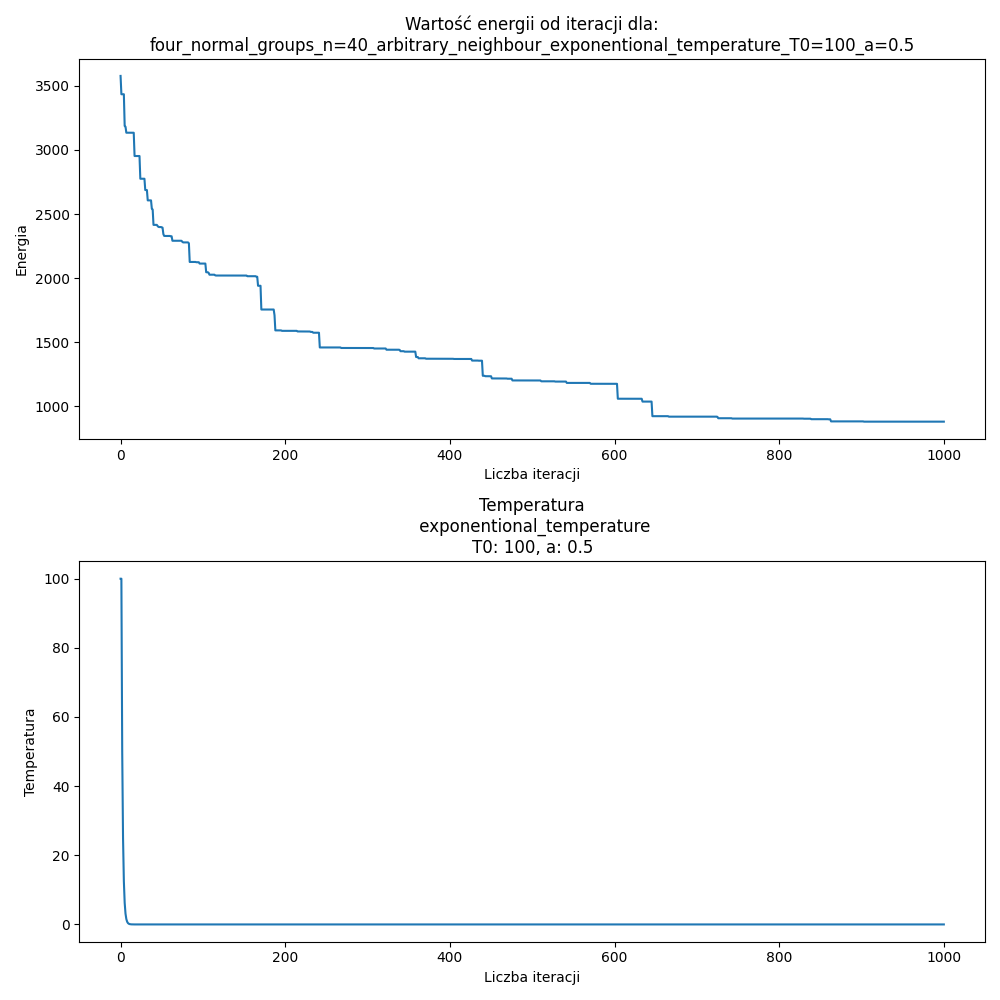 Wartość energii od iteracji dla:
four_normal_groups_n=40_arbitrary_neighbour_exponentional_temperature_T0=100_a=0.5
3500
3000
2500
2000
1500
1000
Energia
0 200 400 600 800 1000
Liczba iteracji
Temperatura
exponentional_temperature
T0: 100, a: 0.5
100
80
60
40
20
0
Temperatura
0 200 400 600 800 1000
Liczba iteracji